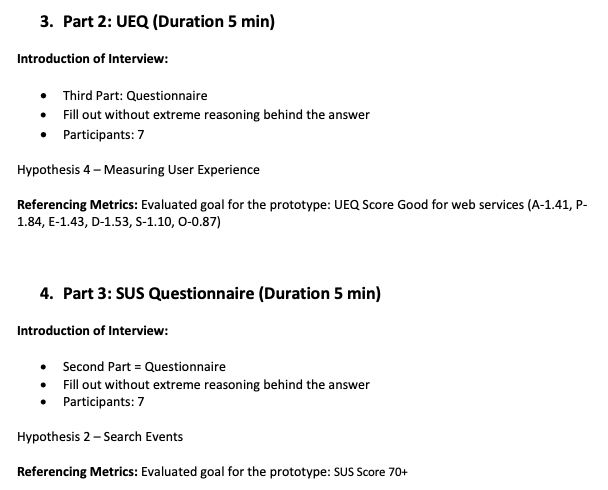 3. Part 2: UEQ (Duration 5 min)
Introduction of Interview:
• Third Part: Questionnaire
• Fill out without extreme reasoning behind the answer
• Participants: 7
Hypothesis 4 – Measuring User Experience
Referencing Metrics: Evaluated goal for the prototype: UEQ Score Good for web services (A-1.41, P-
1.84, E-1.43, D-1.53, S-1.10, O-0.87)
4. Part 3: SUS Questionnaire (Duration 5 min)
Introduction of Interview:
• Second Part = Questionnaire
• Fill out without extreme reasoning behind the answer
• Participants: 7
Hypothesis 2 – Search Events
Referencing Metrics: Evaluated goal for the prototype: SUS Score 70+